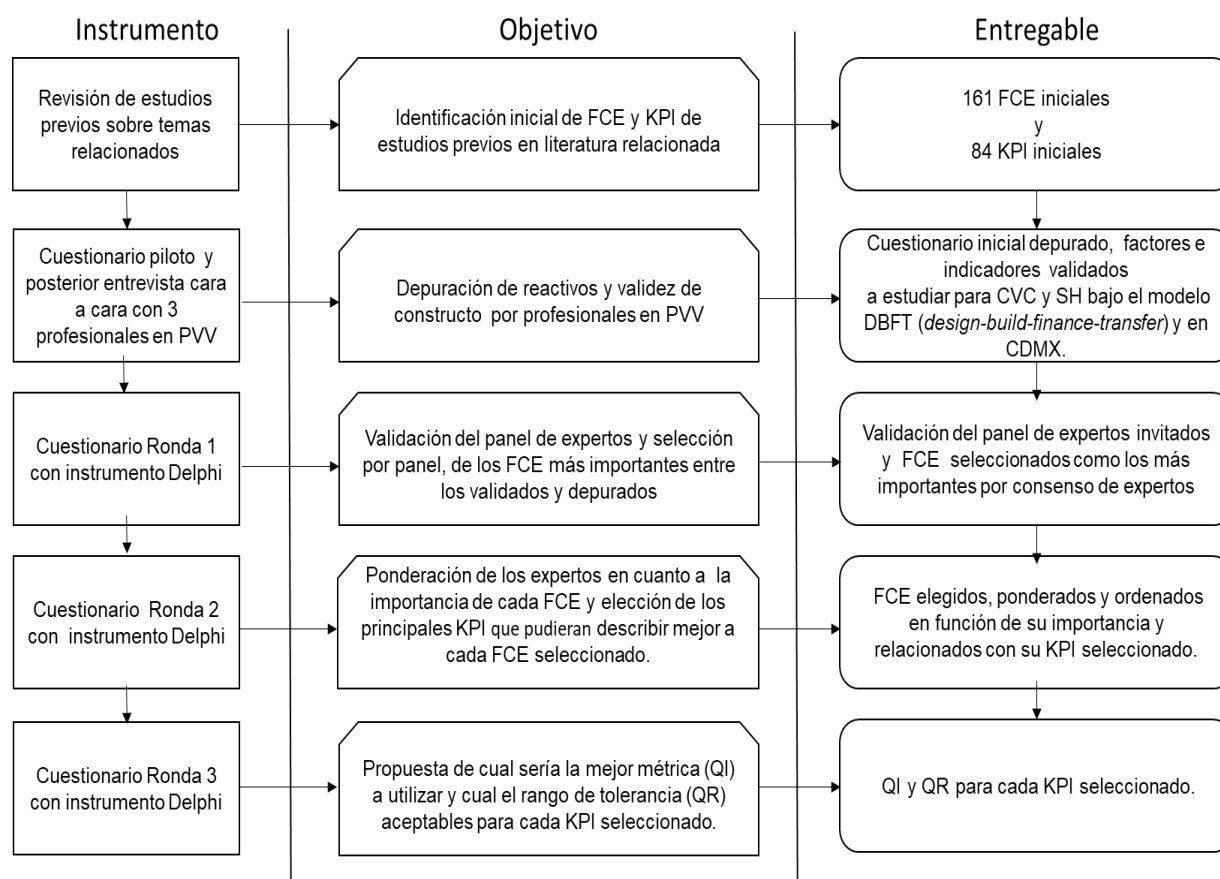 Instrumento
Objetivo
Entregable
Revisión de estudios
previos sobre temas
relacionados
Identificación inicial de FCE y KPI de
estudios previos en literatura relacionada
161 FCE iniciales
y
84 KPI iniciales
Cuestionario piloto y
posterior entrevista cara
a cara con 3
profesionales en PVV
Depuración de reactivos y validez de
constructo por profesionales en PVV
Cuestionario inicial depurado, factores e
indicadores validados
a estudiar para CVC y SH bajo el modelo
DBFT (design-build-finance-transfer) y en
CDMX.
Cuestionario Ronda 1
con instrumento Delphi
Validación del panel de expertos y selección
por panel, de los FCE más importantes entre
los validados y depurados
Validación del panel de expertos invitados
y FCE seleccionados como los más
importantes por consenso de expertos
Cuestionario Ronda 2
con instrumento Delphi
Ponderación de los expertos en cuanto a la
importancia de cada FCE y elección de los
principales KPI que pudieran describir mejor a
cada FCE seleccionado.
FCE elegidos, ponderados y ordenados
en función de su importancia y
relacionados con su KPI seleccionado.
Cuestionario Ronda 3
con instrumento Delphi
Propuesta de cual sería la mejor métrica (QI)
a utilizar y cual el rango de tolerancia (QR)
aceptables para cada KPI seleccionado.
QI y QR para cada KPI seleccionado.